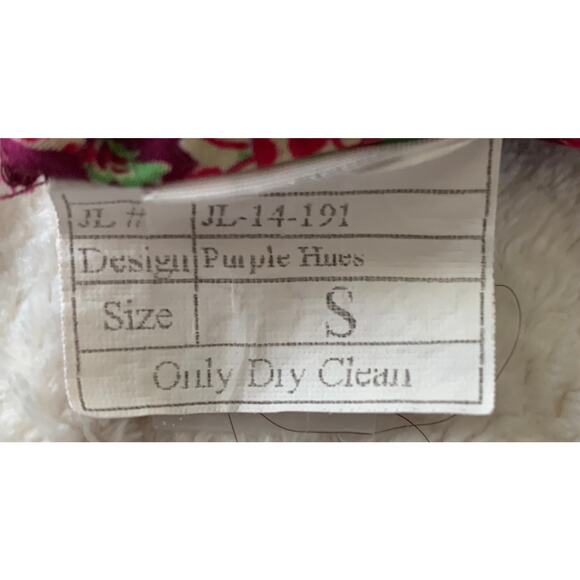 JL # JL-14-191
Design Purple Hues
Size S
Only Dry Clean